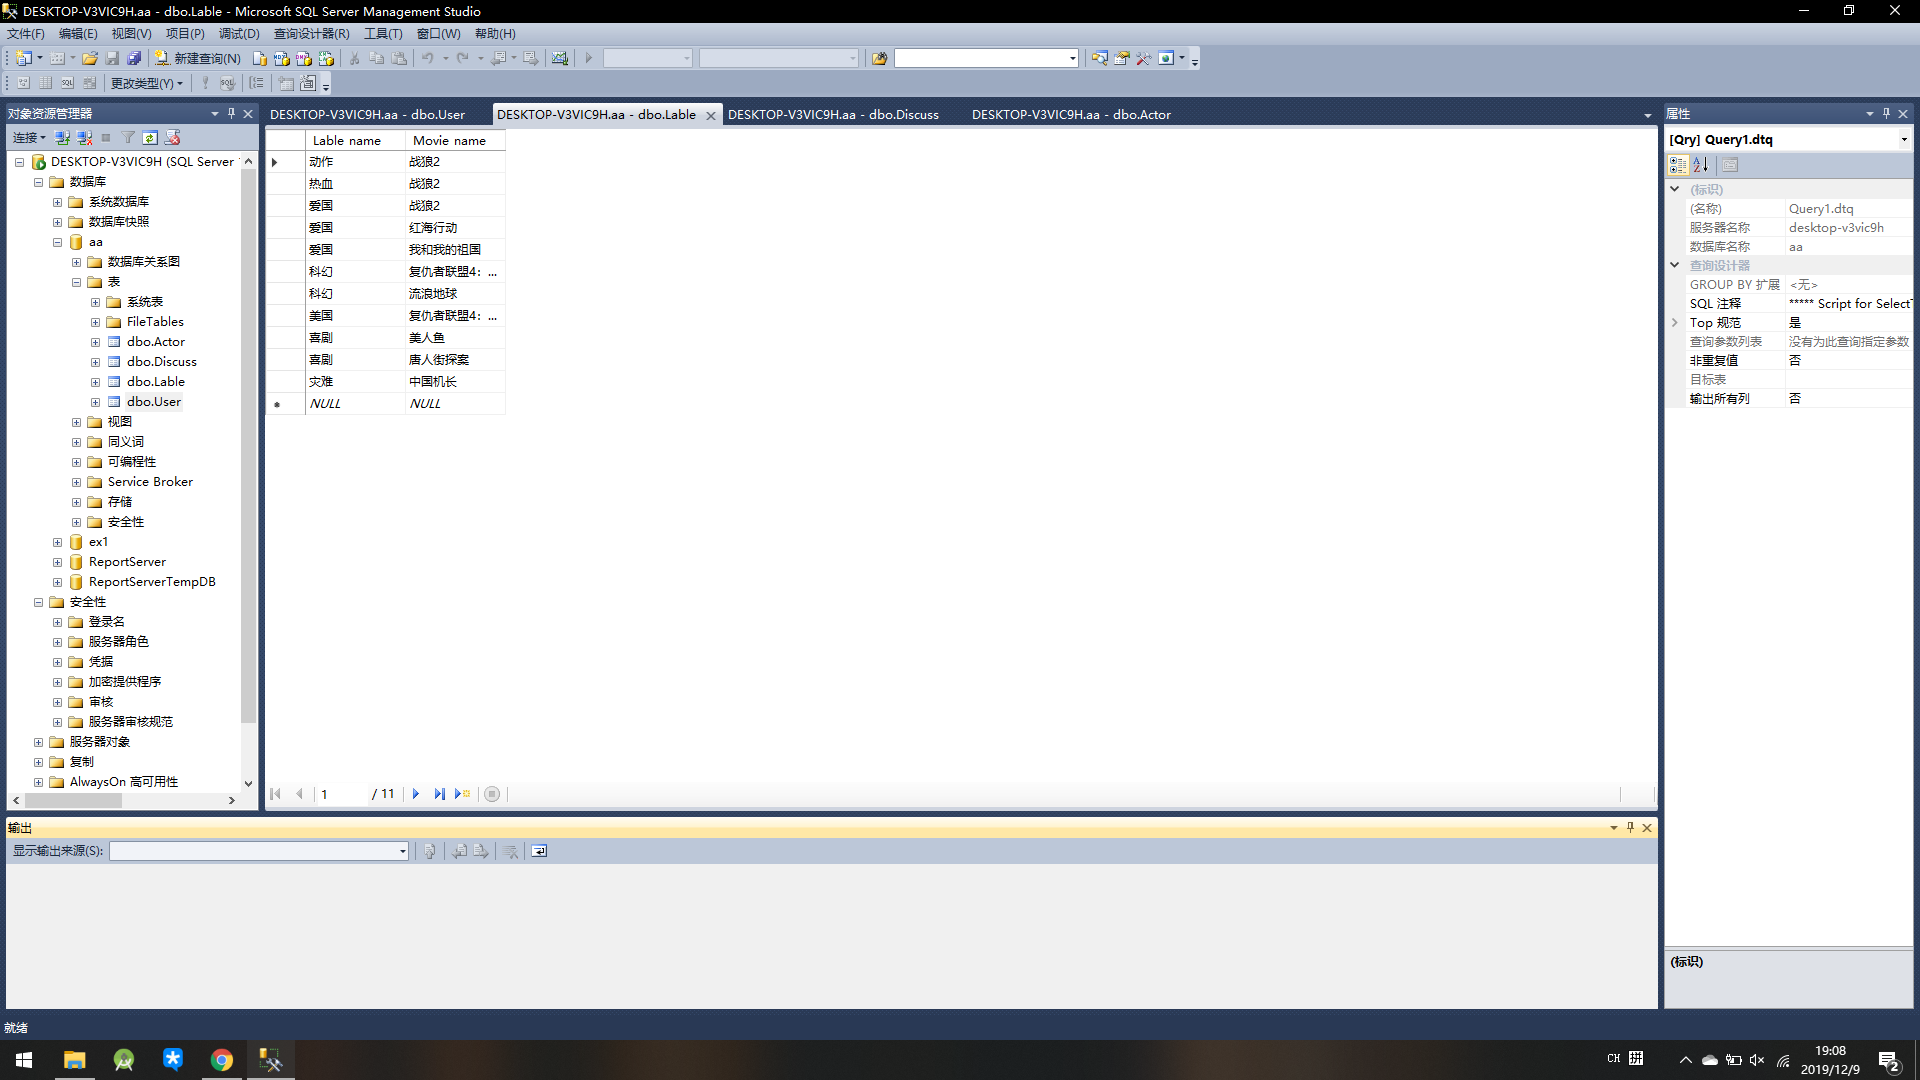 DESKTOP-V3VIC9H.aa - dbo.Lable - Microsoft SQL Server Management Studio
文件(F) 编辑(E) 视图(V) 项目(P) 调试(D) 查询设计器(R) 工具(T) 窗口(W) 帮助(H)
新建查询(N)
更改类型(Y)
对象资源管理器
连接
DESKTOP-V3VIC9H (SQL Server
数据库
系统数据库
数据库快照
aa
数据库关系图
表
系统表
FileTables
dbo.Actor
dbo.Discuss
dbo.Lable
dbo.User
视图
同义词
可编程性
Service Broker
存储
安全性
ex1
ReportServer
ReportServerTempDB
安全性
登录名
服务器角色
凭据
加密提供程序
审核
服务器审核规范
服务器对象
复制
AlwaysOn 高可用性
DESKTOP-V3VIC9H.aa - dbo.User DESKTOP-V3VIC9H.aa - dbo.Lable DESKTOP-V3VIC9H.aa - dbo.Discuss DESKTOP-V3VIC9H.aa - dbo.Actor
Lable name Movie name
动作 战狼2
热血 战狼2
爱国 战狼2
爱国 红海行动
爱国 我和我的祖国
科幻 复仇者联盟4: ...
科幻 流浪地球
美国 复仇者联盟4: ...
喜剧 美人鱼
喜剧 唐人街探案
灾难 中国机长
NULL NULL
1 / 11
属性
[Qry] Query1.dtq
(标识)
(名称) Query1.dtq
服务器名称 desktop-v3vic9h
数据库名称 aa
查询设计器
GROUP BY 扩展 <无>
SQL 注释 ***** Script for SelectT
Top 规范 是
查询参数列表 没有为此查询指定参数
非重复值 否
目标表
输出所有列 否
(标识)
输出
显示输出来源(S):
就绪
CH 拼
19:08
2019/12/9
2